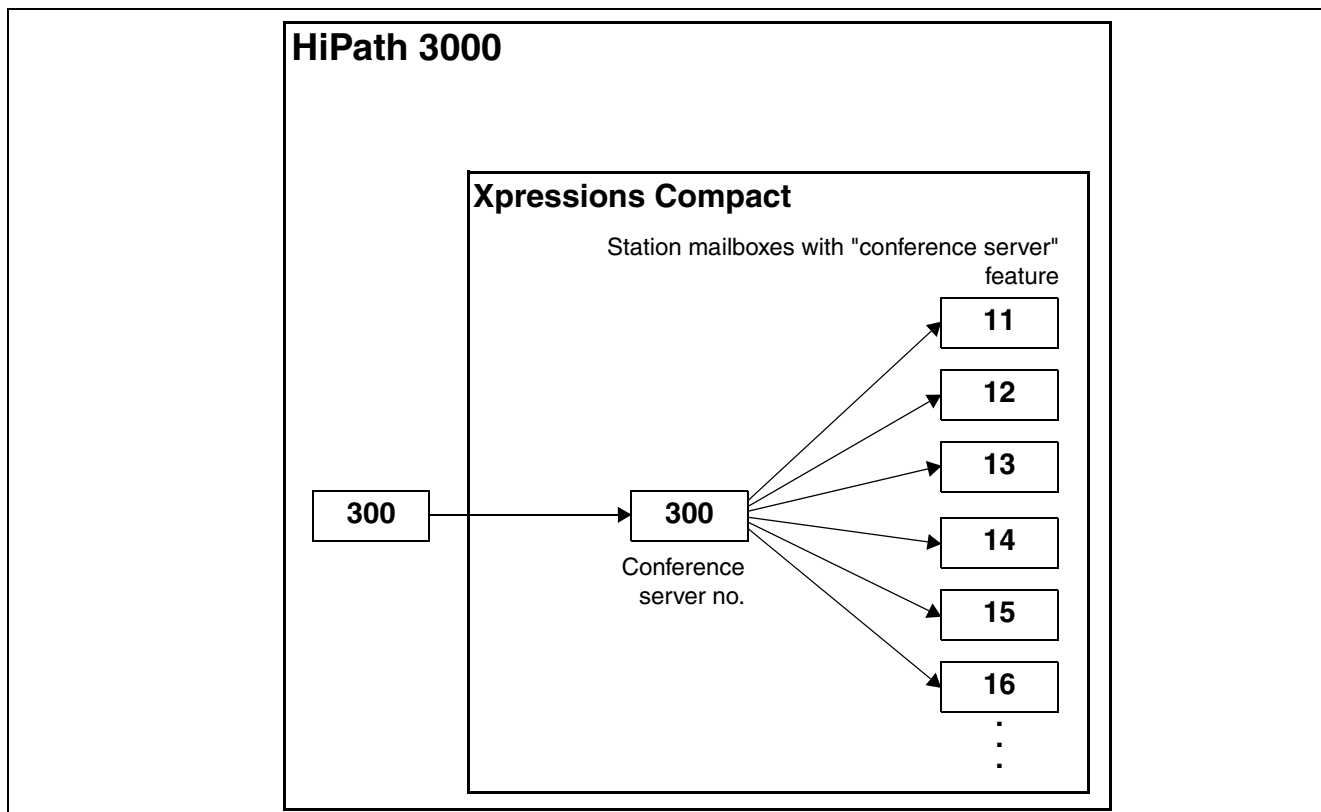 HiPath 3000
Xpressions Compact
Station mailboxes with "conference server"
feature
11
12
13
300
300
14
Conference
server no.
15
16
.
.
.